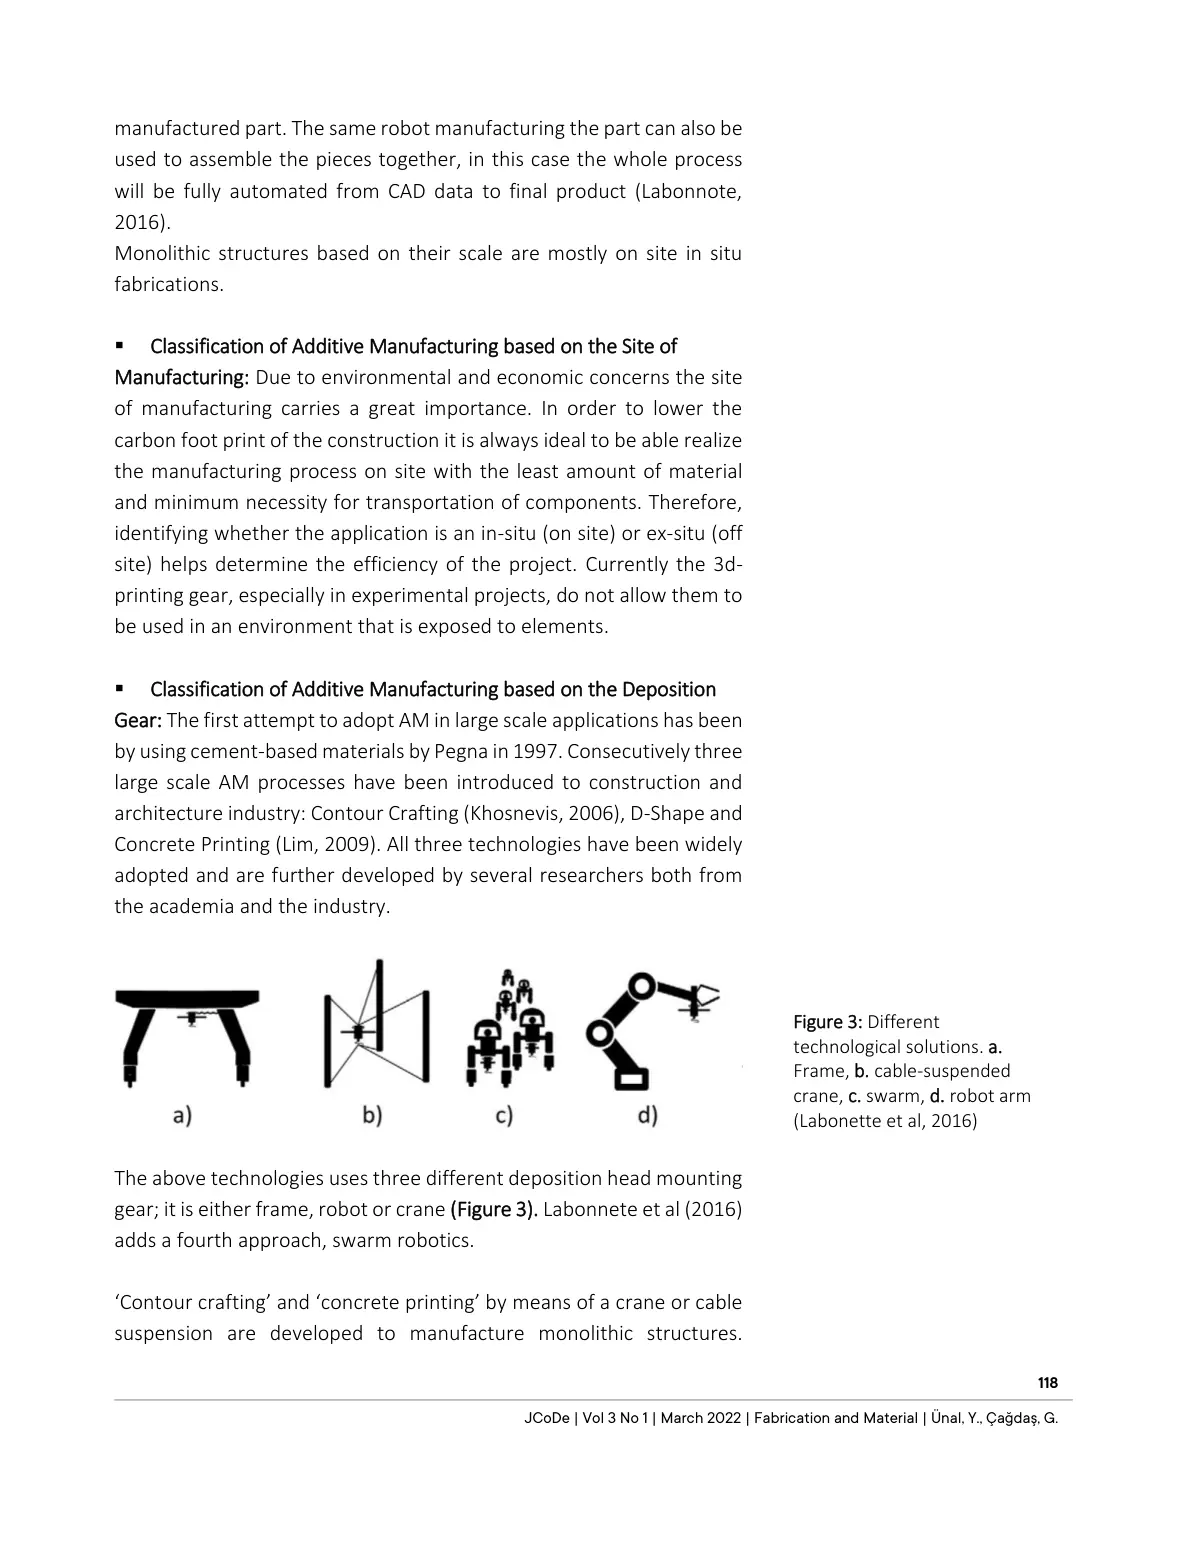 manufactured part. The same robot manufacturing the part can also be
used to assemble the pieces together, in this case the whole process
will be fully automated from CAD data to final product (Labonnote,
2016).
Monolithic structures based on their scale are mostly on site in situ
fabrications.
▪ Classification of Additive Manufacturing based on the Site of
Manufacturing: Due to environmental and economic concerns the site
of manufacturing carries a great importance. In order to lower the
carbon foot print of the construction it is always ideal to be able realize
the manufacturing process on site with the least amount of material
and minimum necessity for transportation of components. Therefore,
identifying whether the application is an in-situ (on site) or ex-situ (off
site) helps determine the efficiency of the project. Currently the 3d-
printing gear, especially in experimental projects, do not allow them to
be used in an environment that is exposed to elements.
▪ Classification of Additive Manufacturing based on the Deposition
Gear: The first attempt to adopt AM in large scale applications has been
by using cement-based materials by Pegna in 1997. Consecutively three
large scale AM processes have been introduced to construction and
architecture industry: Contour Crafting (Khosnevis, 2006), D-Shape and
Concrete Printing (Lim, 2009). All three technologies have been widely
adopted and are further developed by several researchers both from
the academia and the industry.
a) b) c) d)
Figure 3: Different
technological solutions. a.
Frame, b. cable-suspended
crane, c. swarm, d. robot arm
(Labonette et al, 2016)
The above technologies uses three different deposition head mounting
gear; it is either frame, robot or crane (Figure 3). Labonnete et al (2016)
adds a fourth approach, swarm robotics.
‘Contour crafting’ and ‘concrete printing’ by means of a crane or cable
suspension are developed to manufacture monolithic structures.
118
JCoDe | Vol 3 No 1 | March 2022 | Fabrication and Material | Ünal, Y., Çağdaş, G.